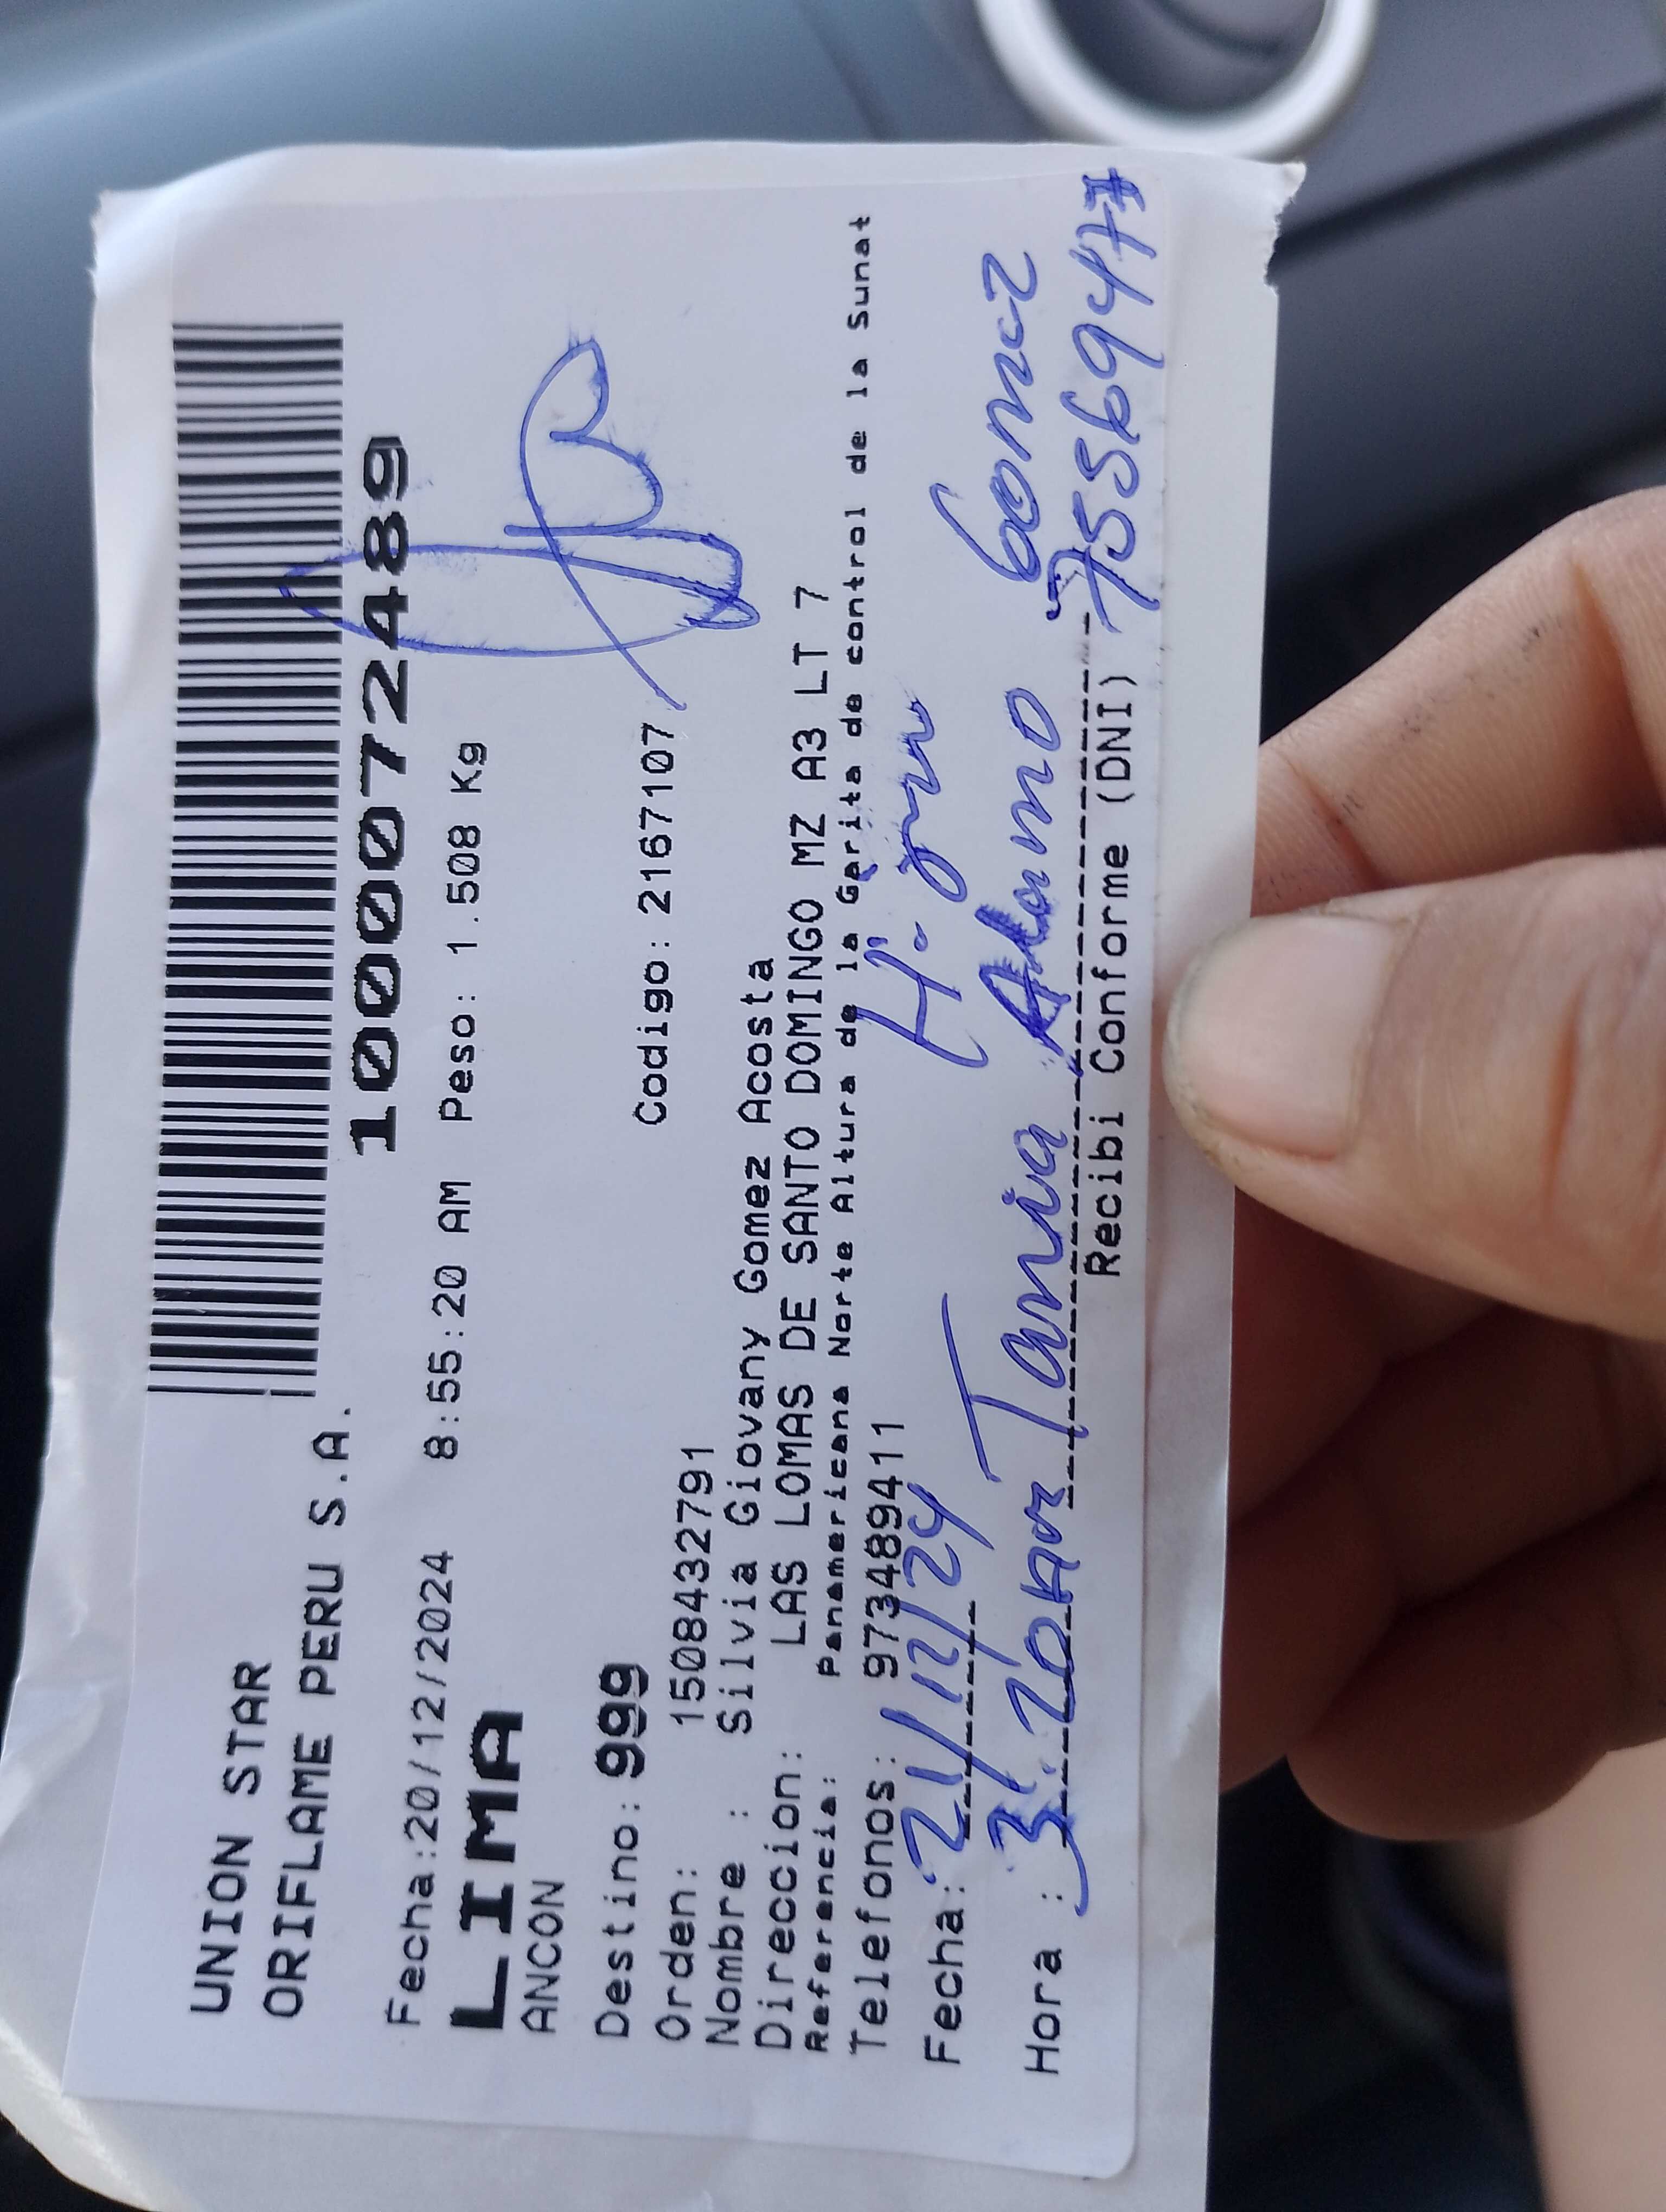 UNION STAR
ORIFLAME PERU S.A.
1000072489
Fecha:20/12/2024 8:55:20 AM Peso: 1.508 Kg
LIMA
ANCON
Destino: 999
Codigo: 2167107
Orden: 15084432791
Nombre : Silvia Giovany Gomez Acosta
Direccion: LAS LOMAS DE SANTO DOMINGO MZ A3 LT 7
Referencia: Panamericana Norte Altura de la Garita de control de la Sunat
Telefonos: 973489411
Fecha: 21/12/24
Hora : 3:20 Tania Alamo Gomez
Recibi Conforme (DNI)